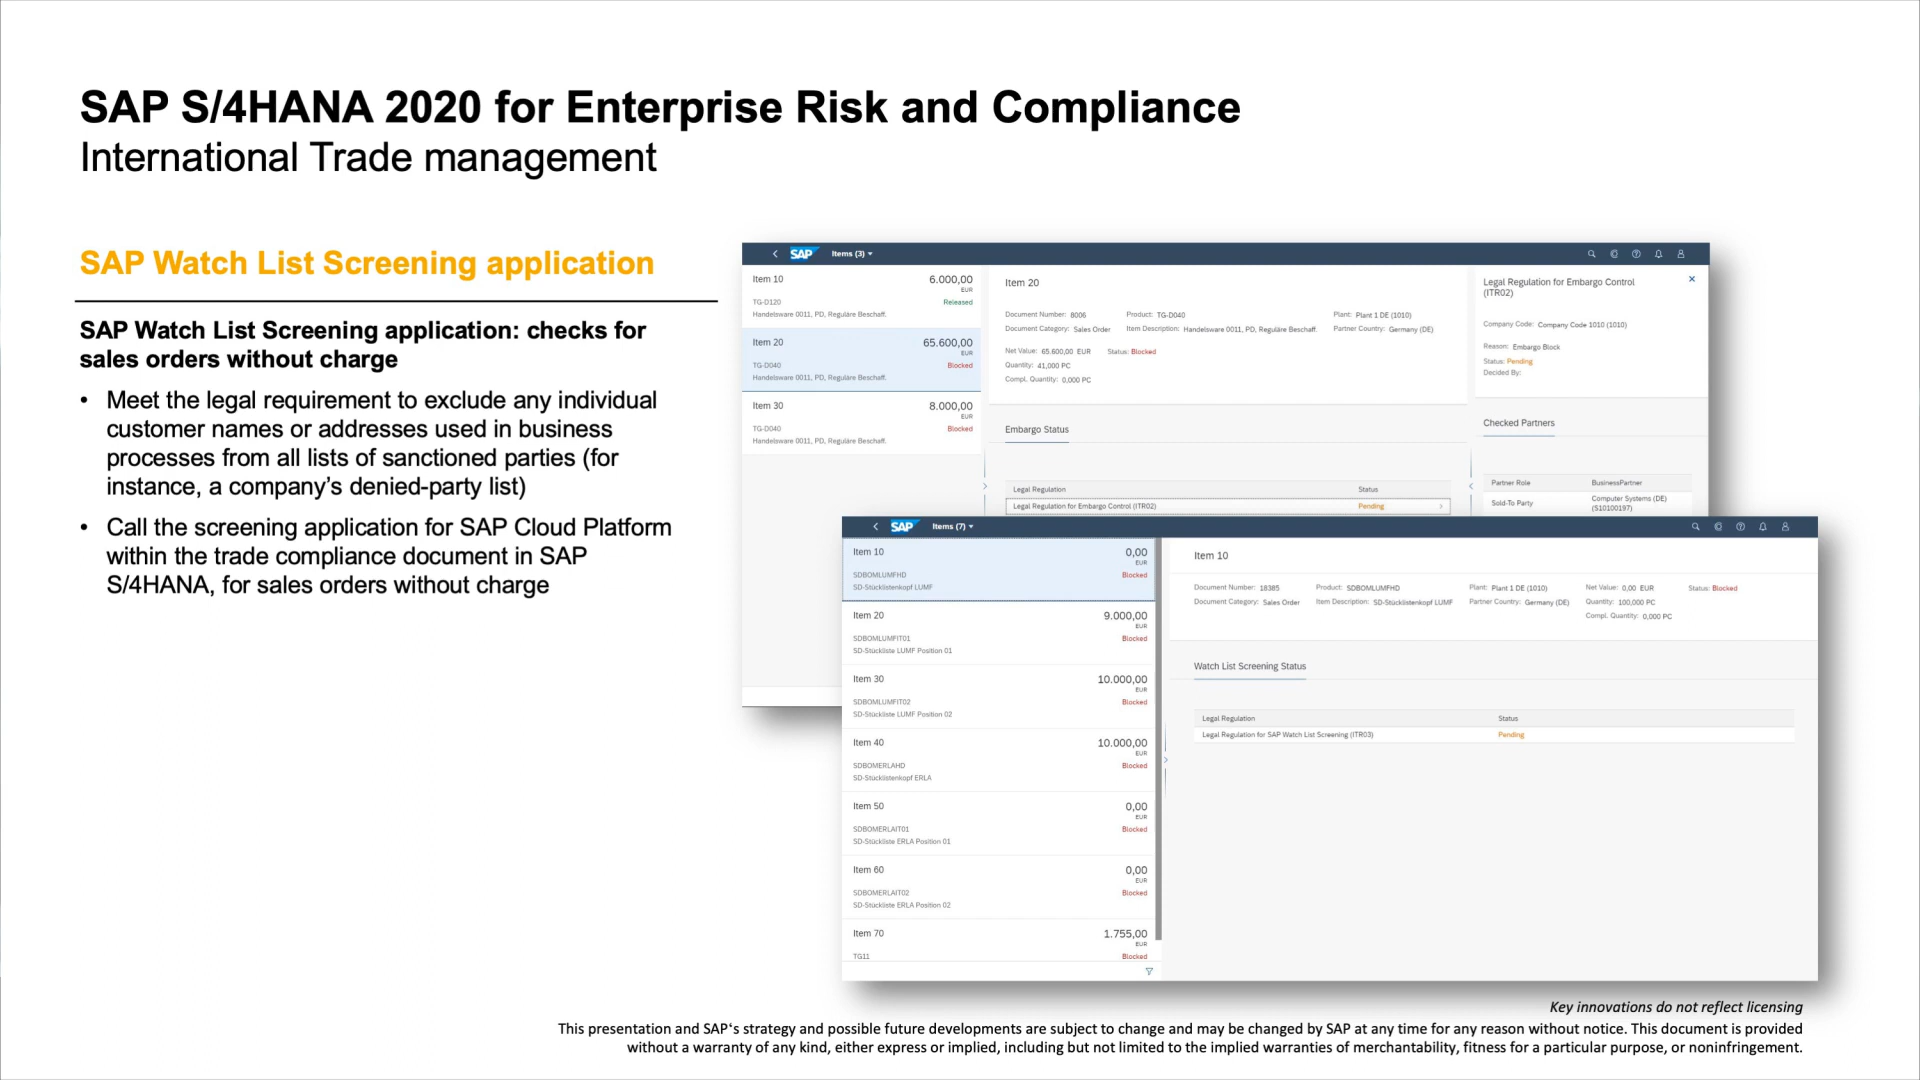 SAP S/4HANA 2020 for Enterprise Risk and Compliance
International Trade management
SAP Watch List Screening application
SAP Watch List Screening application: checks for
sales orders without charge
• Meet the legal requirement to exclude any individual
customer names or addresses used in business
processes from all lists of sanctioned parties (for
instance, a company’s denied-party list)
• Call the screening application for SAP Cloud Platform
within the trade compliance document in SAP
S/4HANA, for sales orders without charge
SAP Items (3)
Item 10 6.000,00
EUR
TG-D120 Released
Handelsware 0011, PD, Reguläre Beschaff.
Item 20 65.600,00
EUR
TG-D040 Blocked
Handelsware 0011, PD, Reguläre Beschaff.
Item 30 8.000,00
EUR
TG-D040 Blocked
Handelsware 0011, PD, Reguläre Beschaff.
Item 20
Document Number: 8006 Product: TG-D040 Plant: Plant 1 DE (1010)
Document Category: Sales Order Item Description: Handelsware 0011, PD, Reguläre Beschaff. Partner Country: Germany (DE)
Net Value: 65.600,00 EUR Status: Blocked
Quantity: 41,000 PC
Compl. Quantity: 0,000 PC
Embargo Status
Legal Regulation Status
Legal Regulation for Embargo Control (ITR02) Pending
Legal Regulation for Embargo Control
(ITR02)
Company Code: Company Code 1010 (1010)
Reason: Embargo Block
Status: Pending
Decided By:
Checked Partners
Partner Role BusinessPartner
Sold-To Party Computer Systems (DE)
(S10100197)
SAP Items (7)
Item 10 0,00
EUR
SDBOMLUMFHD Blocked
SD-Stücklistenkopf LUMF
Item 20 9.000,00
EUR
SDBOMLUMFIT01 Blocked
SD-Stückliste LUMF Position 01
Item 30 10.000,00
EUR
SDBOMLUMFIT02 Blocked
SD-Stückliste LUMF Position 02
Item 40 10.000,00
EUR
SDBOMERLAHD Blocked
SD-Stücklistenkopf ERLA
Item 50 0,00
EUR
SDBOMERLAIT01 Blocked
SD-Stückliste ERLA Position 01
Item 60 0,00
EUR
SDBOMERLAIT02 Blocked
SD-Stückliste ERLA Position 02
Item 70 1.755,00
EUR
TG11 Blocked
Item 10
Document Number: 18385 Product: SDBOMLUMFHD Plant: Plant 1 DE (1010) Net Value: 0,00 EUR Status: Blocked
Document Category: Sales Order Item Description: SD-Stücklistenkopf LUMF Partner Country: Germany (DE) Quantity: 100,000 PC
Compl. Quantity: 0,000 PC
Watch List Screening Status
Legal Regulation Status
Legal Regulation for SAP Watch List Screening (ITR03) Pending
Key innovations do not reflect licensing
This presentation and SAP‘s strategy and possible future developments are subject to change and may be changed by SAP at any time for any reason without notice. This document is provided
without a warranty of any kind, either express or implied, including but not limited to the implied warranties of merchantability, fitness for a particular purpose, or noninfringement.